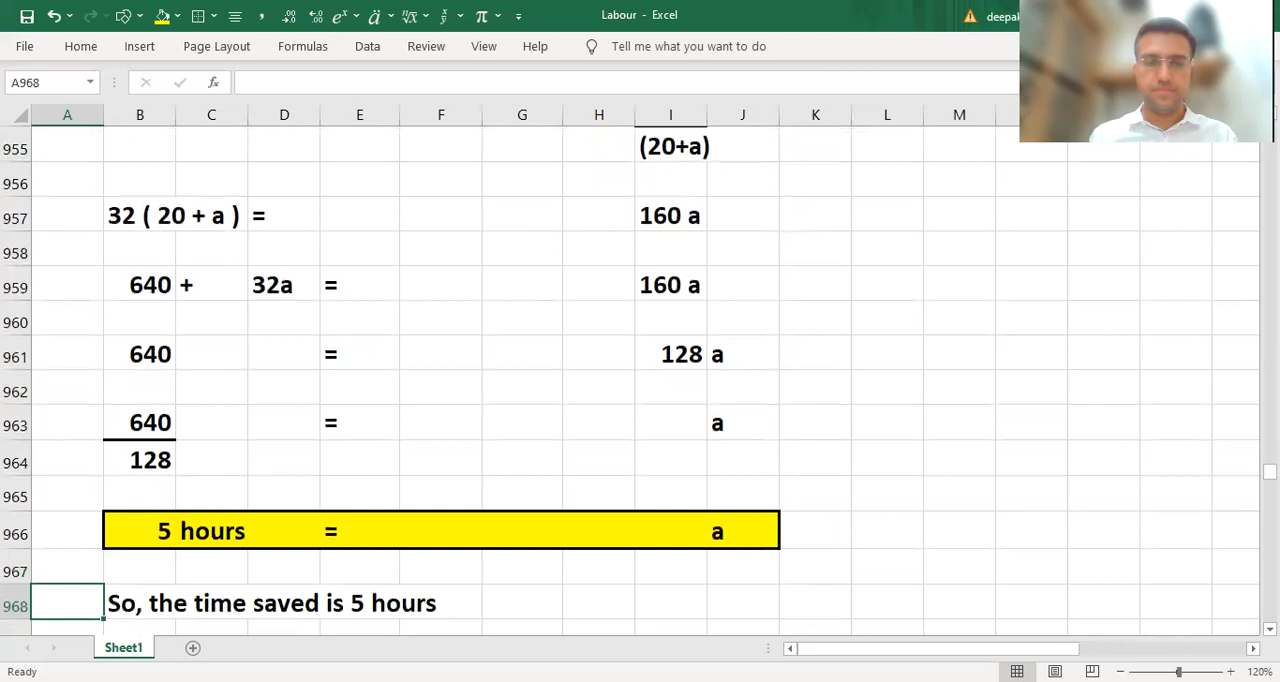 Labour - Excel
deepak
File Home Insert Page Layout Formulas Data Review View Help Tell me what you want to do
A968
A B C D E F G H I J K L M
955 (20+a)
956
957 32 ( 20 + a ) = 160 a
958
959 640 + 32a = 160 a
960
961 640 = 128 a
962
963 640 = a
964 128
965
966 5 hours = a
967
968 So, the time saved is 5 hours
Sheet1
Ready 120%